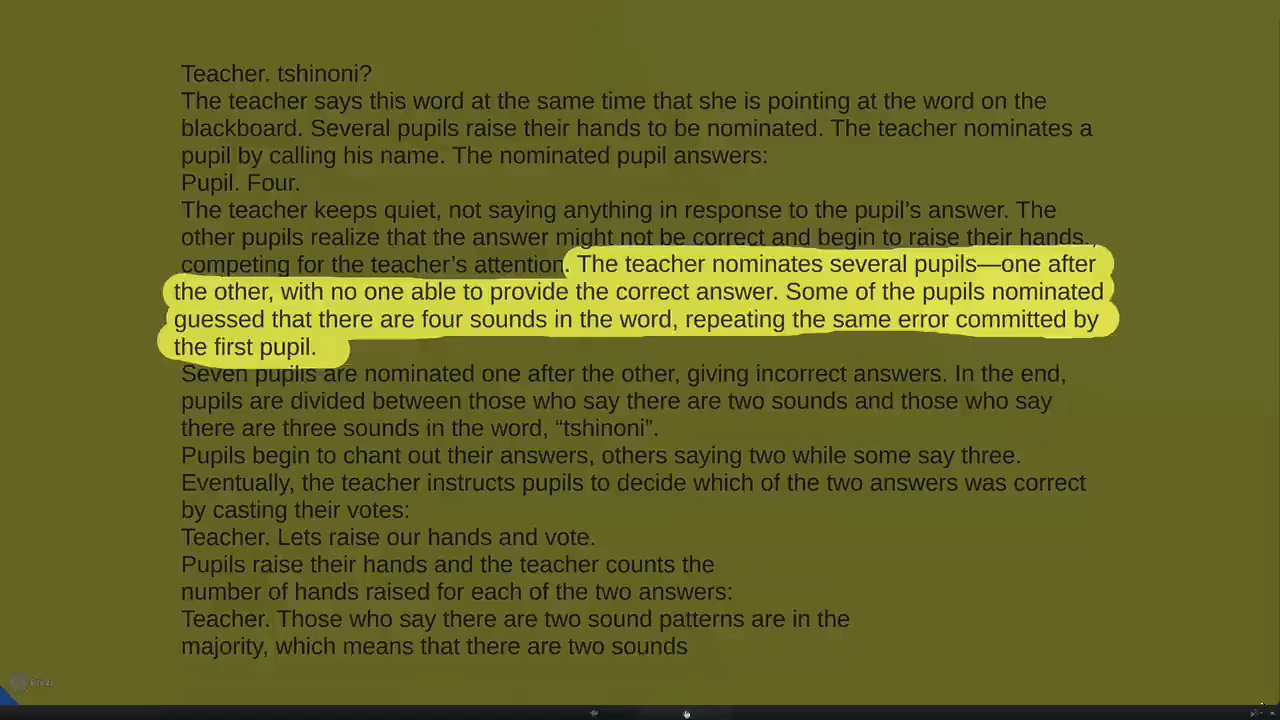 Teacher. tshinoni?
The teacher says this word at the same time that she is pointing at the word on the
blackboard. Several pupils raise their hands to be nominated. The teacher nominates a
pupil by calling his name. The nominated pupil answers:
Pupil. Four.
The teacher keeps quiet, not saying anything in response to the pupil's answer. The
other pupils realize that the answer might not be correct and begin to raise their hands.,
competing for the teacher’s attention. The teacher nominates several pupils—one after
the other, with no one able to provide the correct answer. Some of the pupils nominated
guessed that there are four sounds in the word, repeating the same error committed by
the first pupil.
Seven pupils are nominated one after the other, giving incorrect answers. In the end,
pupils are divided between those who say there are two sounds and those who say
there are three sounds in the word, “tshinoni”.
Pupils begin to chant out their answers, others saying two while some say three.
Eventually, the teacher instructs pupils to decide which of the two answers was correct
by casting their votes:
Teacher. Lets raise our hands and vote.
Pupils raise their hands and the teacher counts the
number of hands raised for each of the two answers:
Teacher. Those who say there are two sound patterns are in the
majority, which means that there are two sounds
Prezi